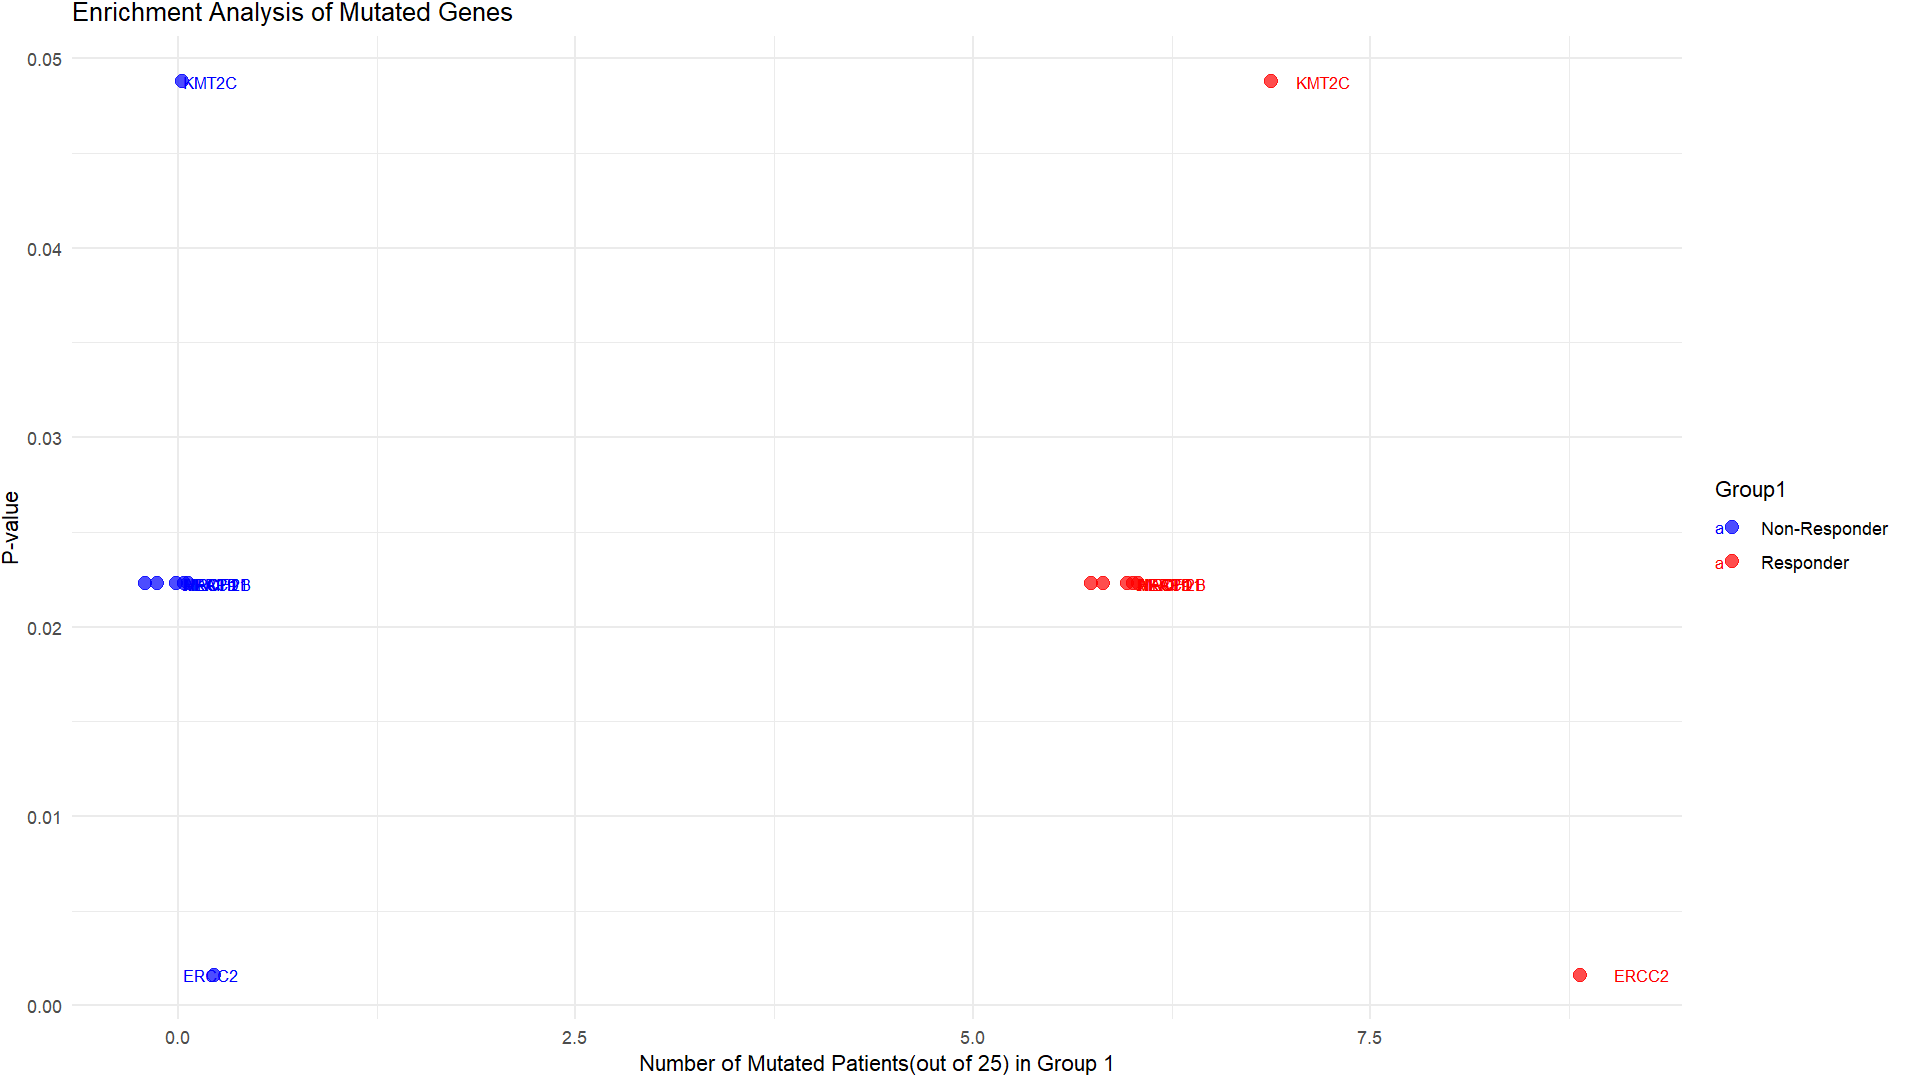 Enrichment Analysis of Mutated Genes
0.05
KMT2C
KMT2C
0.04
0.03
P-value
0.02
0.01
ERCC2
ERCC2
0.00
0.0
2.5
5.0
7.5
Number of Mutated Patients(out of 25) in Group 1
Group1
a Non-Responder
a Responder